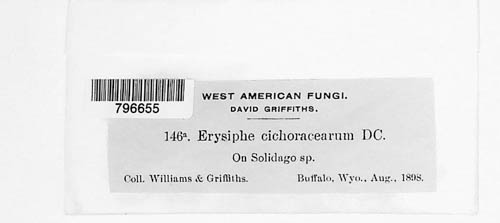 796655
WEST AMERICAN FUNGI.
DAVID GRIFFITHS.
146ª. Erysiphe cichoracearum DC.
On Solidago sp.
Coll. Williams & Griffiths. Buffalo, Wyo., Aug., 1898.